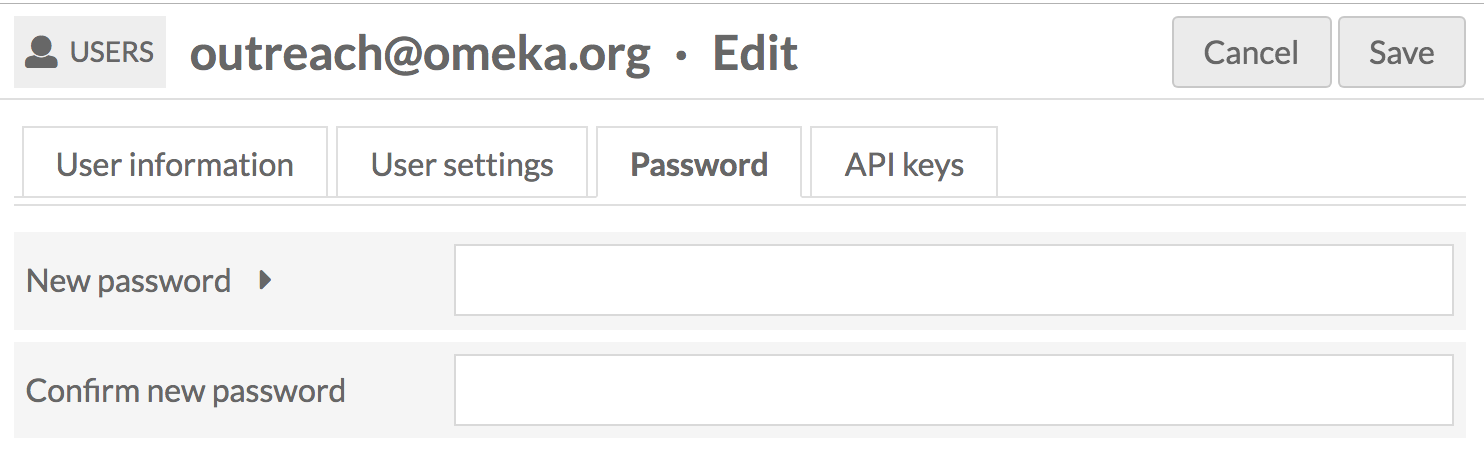 USERS outreach@omeka.org · Edit Cancel Save
User information User settings Password API keys
New password
Confirm new password